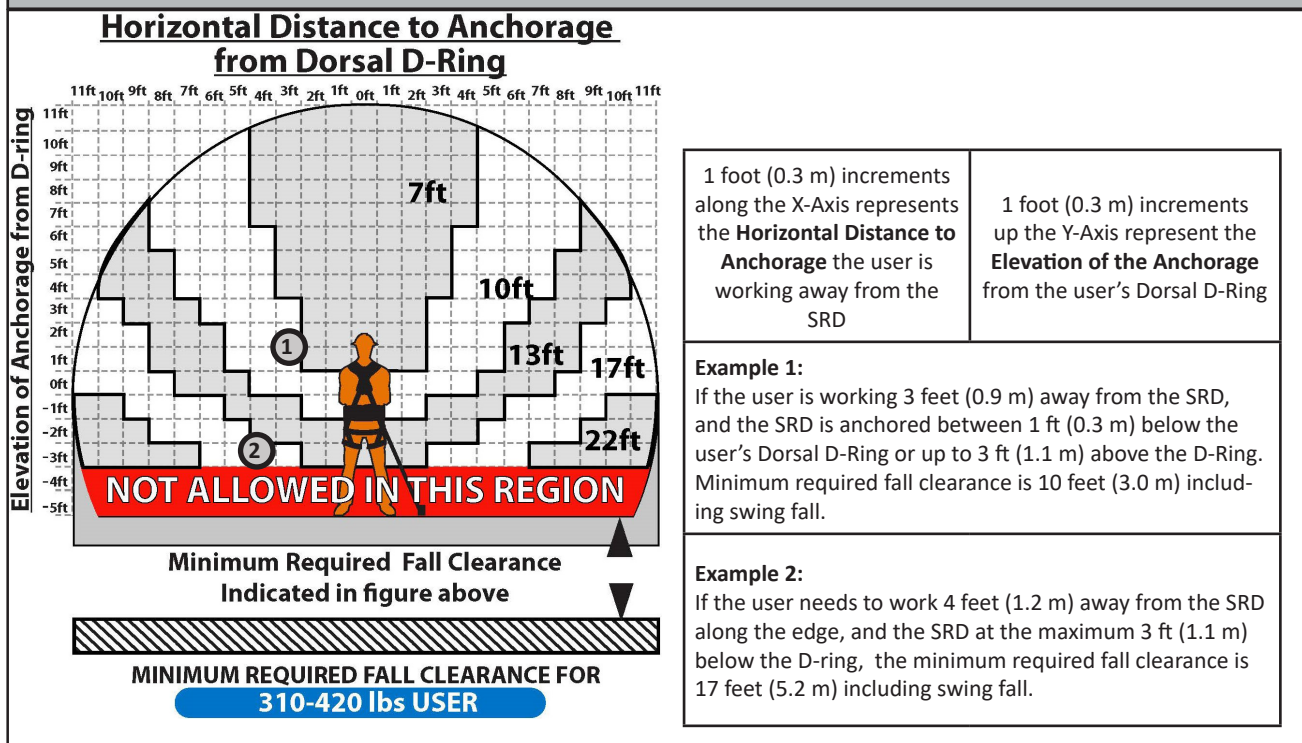 Horizontal Distance to Anchorage
from Dorsal D-Ring
11ft 10ft 9ft 8ft 7ft 6ft 5ft 4ft 3ft 2ft 1ft 0ft 1ft 2ft 3ft 4ft 5ft 6ft 7ft 8ft 9ft 10ft 11ft
Elevation of Anchorage from D-ring
11ft
10ft
9ft
8ft
7ft
6ft
5ft
4ft
3ft
2ft
1ft
0ft
-1ft
-2ft
-3ft
-4ft
-5ft
7ft
10ft
1
13ft
17ft
22ft
2
NOT ALLOWED IN THIS REGION
Minimum Required Fall Clearance
Indicated in figure above
MINIMUM REQUIRED FALL CLEARANCE FOR
310-420 lbs USER
1 foot (0.3 m) increments
along the X-Axis represents
the Horizontal Distance to
Anchorage the user is
working away from the
SRD
1 foot (0.3 m) increments
up the Y-Axis represent the
Elevation of the Anchorage
from the user's Dorsal D-Ring
Example 1:
If the user is working 3 feet (0.9 m) away from the SRD,
and the SRD is anchored between 1 ft (0.3 m) below the
user's Dorsal D-Ring or up to 3 ft (1.1 m) above the D-Ring.
Minimum required fall clearance is 10 feet (3.0 m) includ-
ing swing fall.
Example 2:
If the user needs to work 4 feet (1.2 m) away from the SRD
along the edge, and the SRD at the maximum 3 ft (1.1 m)
below the D-ring, the minimum required fall clearance is
17 feet (5.2 m) including swing fall.